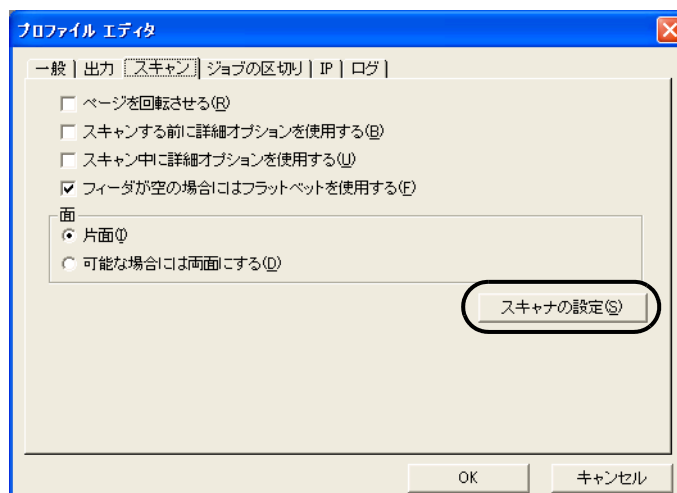 プロファイル エディタ
一般 出力 スキャン ジョブの区切り IP ログ
ページを回転させる(R)
スキャンする前に詳細オプションを使用する(B)
スキャン中に詳細オプションを使用する(U)
フィーダが空の場合にはフラットベットを使用する(F)
面
片面(I)
可能な場合には両面にする(D)
スキャナの設定(S)
OK キャンセル